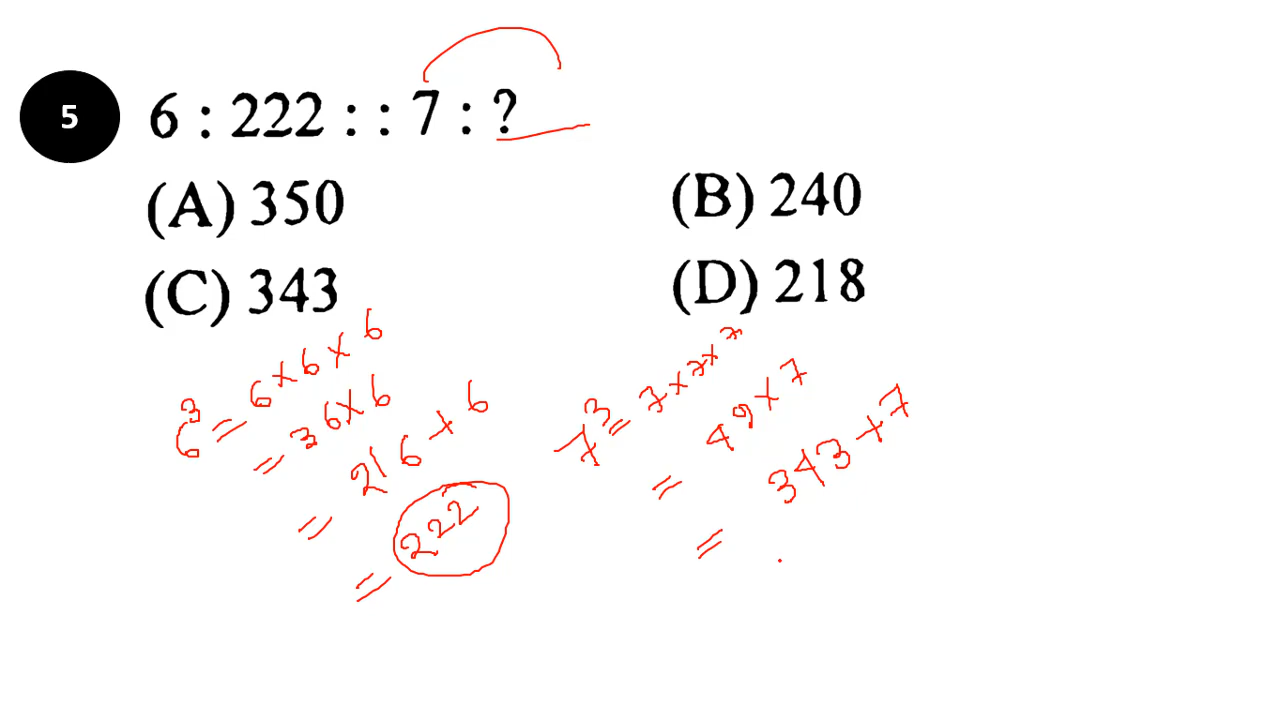 5
6 : 222 : : 7 : ?
(A) 350
(B) 240
(C) 343
(D) 218
6³ = 6 × 6 × 6
= 36 × 6
= 216 + 6
= 222
7³ = 7 × 7 × 7
= 49 × 7
= 343 + 7